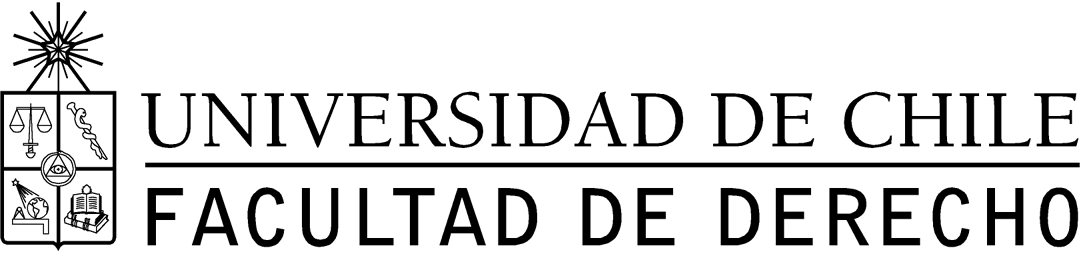 UNIVERSIDAD DE CHILE
FACULTAD DE DERECHO